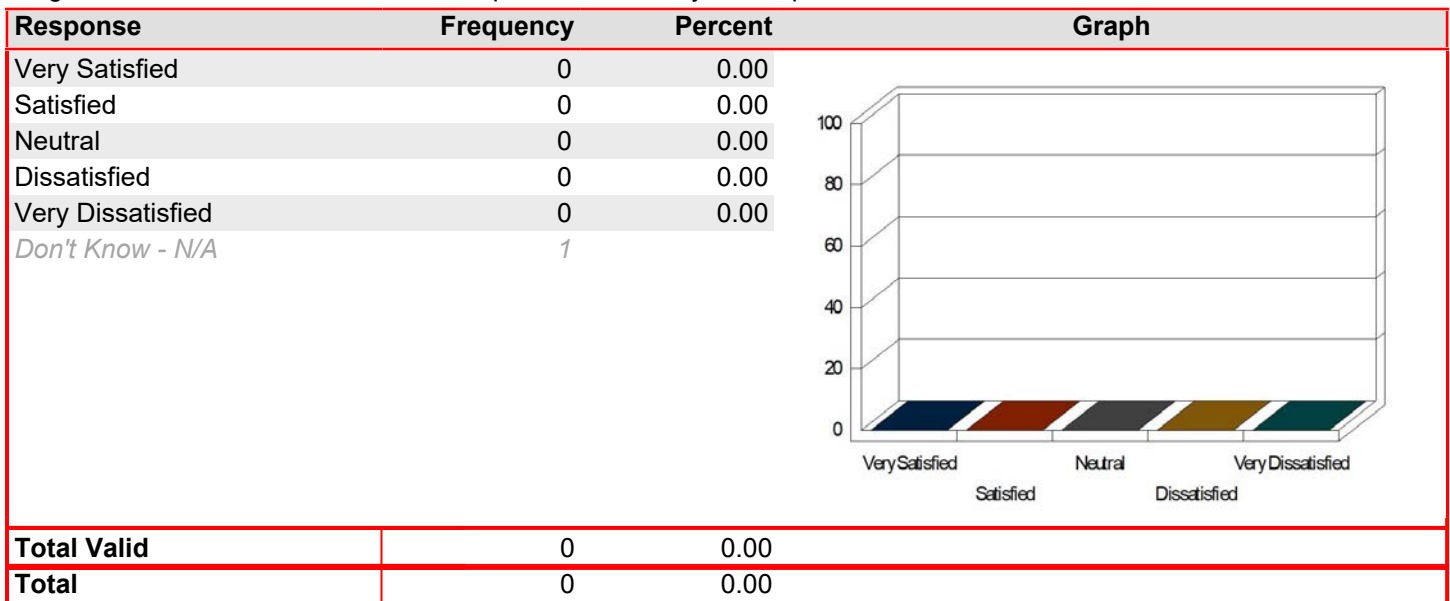 Response Frequency Percent Graph
Very Satisfied 0 0.00
Satisfied 0 0.00
Neutral 0 0.00
Dissatisfied 0 0.00
Very Dissatisfied 0 0.00
Don't Know - N/A 1
100
80
60
40
20
0
Very Satisfied Neutral Very Dissatisfied
Satisfied Dissatisfied
Total Valid 0 0.00
Total 0 0.00